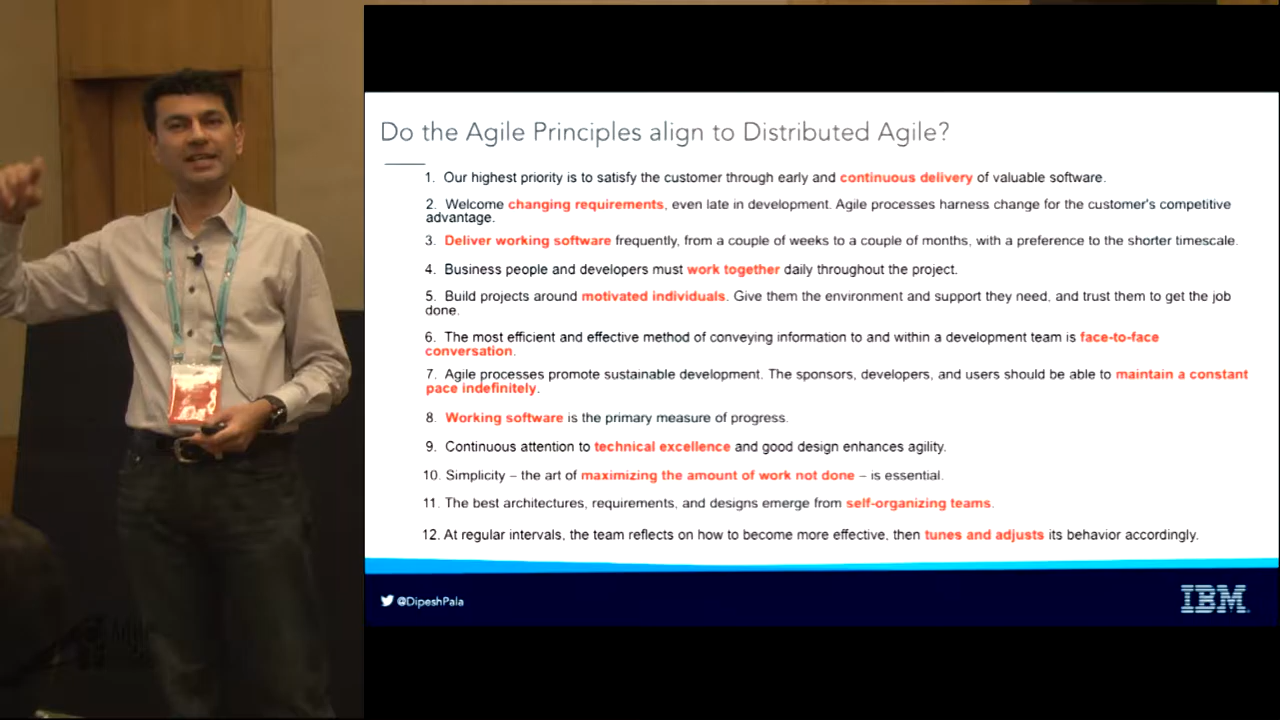 Do the Agile Principles align to Distributed Agile?
1. Our highest priority is to satisfy the customer through early and continuous delivery of valuable software.
2. Welcome changing requirements, even late in development. Agile processes harness change for the customer's competitive
advantage.
3. Deliver working software frequently, from a couple of weeks to a couple of months, with a preference to the shorter timescale.
4. Business people and developers must work together daily throughout the project.
5. Build projects around motivated individuals. Give them the environment and support they need, and trust them to get the job
done.
6. The most efficient and effective method of conveying information to and within a development team is face-to-face
conversation.
7. Agile processes promote sustainable development. The sponsors, developers, and users should be able to maintain a constant
pace indefinitely.
8. Working software is the primary measure of progress.
9. Continuous attention to technical excellence and good design enhances agility.
10. Simplicity – the art of maximizing the amount of work not done – is essential.
11. The best architectures, requirements, and designs emerge from self-organizing teams.
12. At regular intervals, the team reflects on how to become more effective, then tunes and adjusts its behavior accordingly.
@DipeshPala
IBM